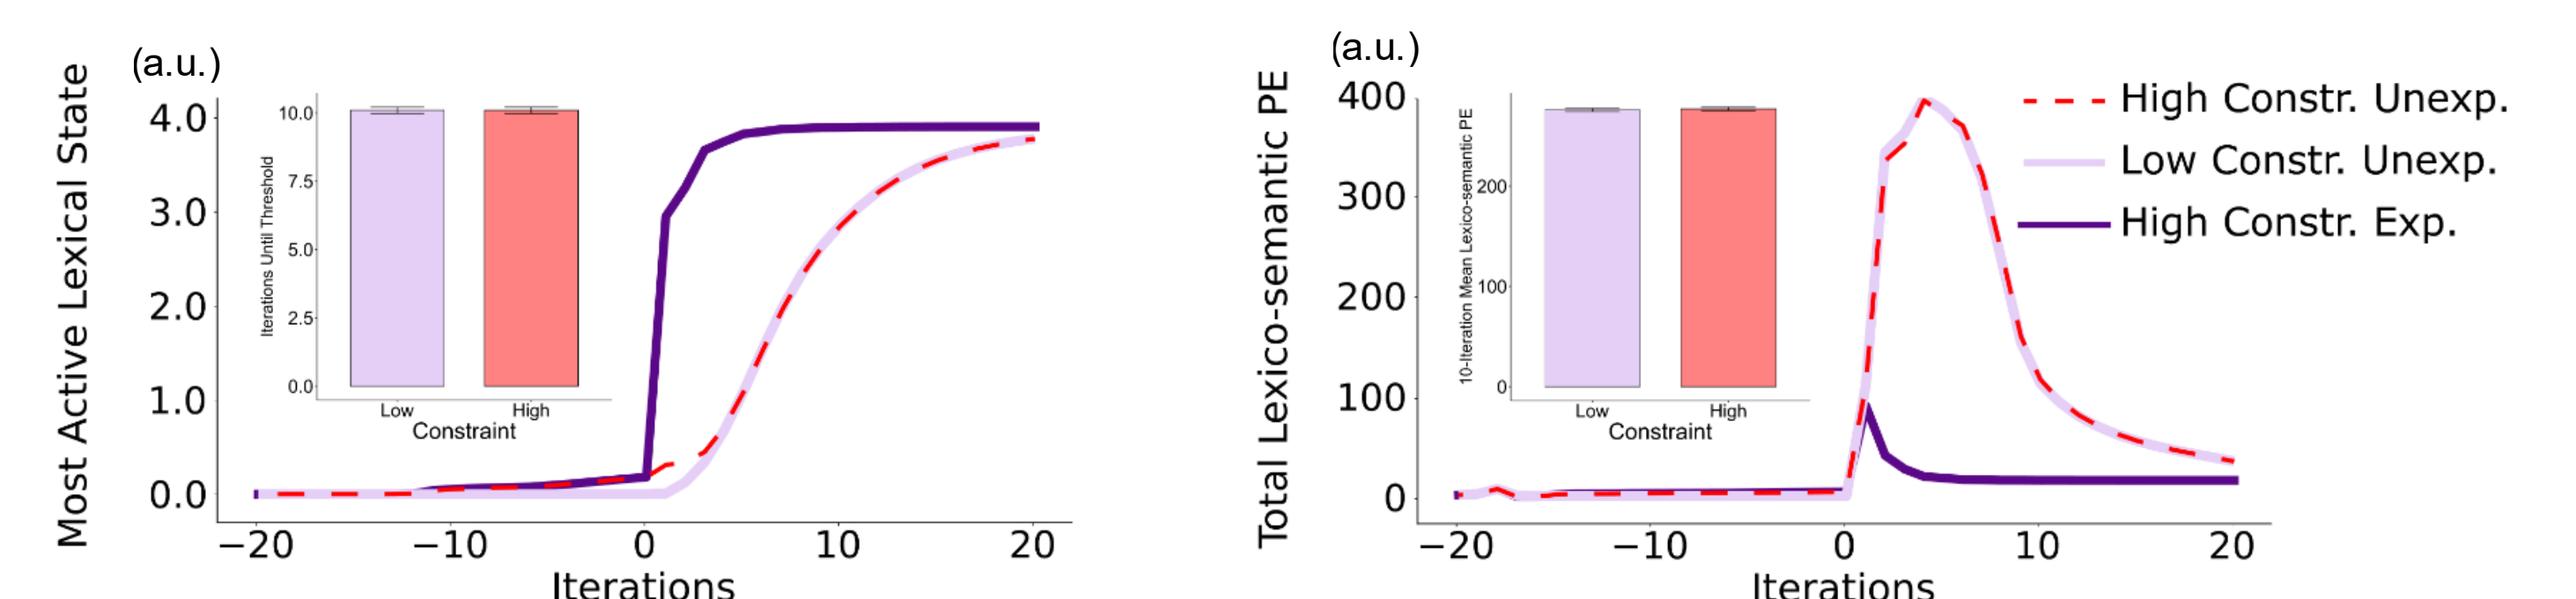 (a.u.)
Most Active Lexical State
4.0
3.0
2.0
1.0
0.0
−20
−10
0
10
20
Iterations
Iterations Until Threshold
10.0
7.5
5.0
2.5
0.0
Low
High
Constraint
(a.u.)
Total Lexico-semantic PE
400
300
200
100
0
−20
−10
0
10
20
Iterations
10-Iteration Mean Lexico-semantic PE
200
100
0
Low
High
Constraint
High Constr. Unexp.
Low Constr. Unexp.
High Constr. Exp.